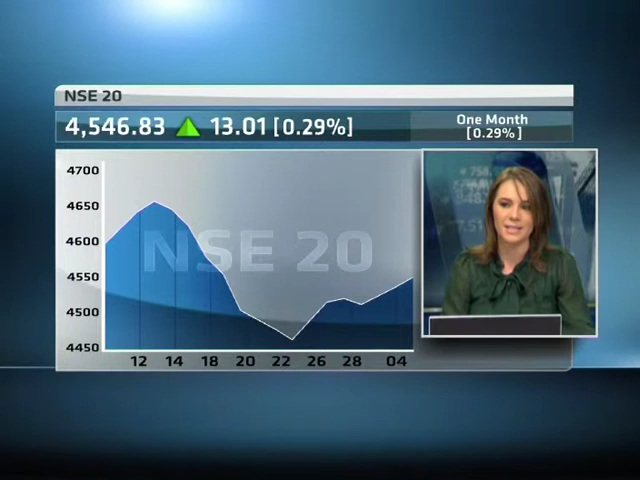 NSE 20
4,546.83 ▲ 13.01 [0.29%]
One Month
[0.29%]
4700
4650
4600
4550
4500
4450
NSE 20
12 14 18 20 22 26 28 04